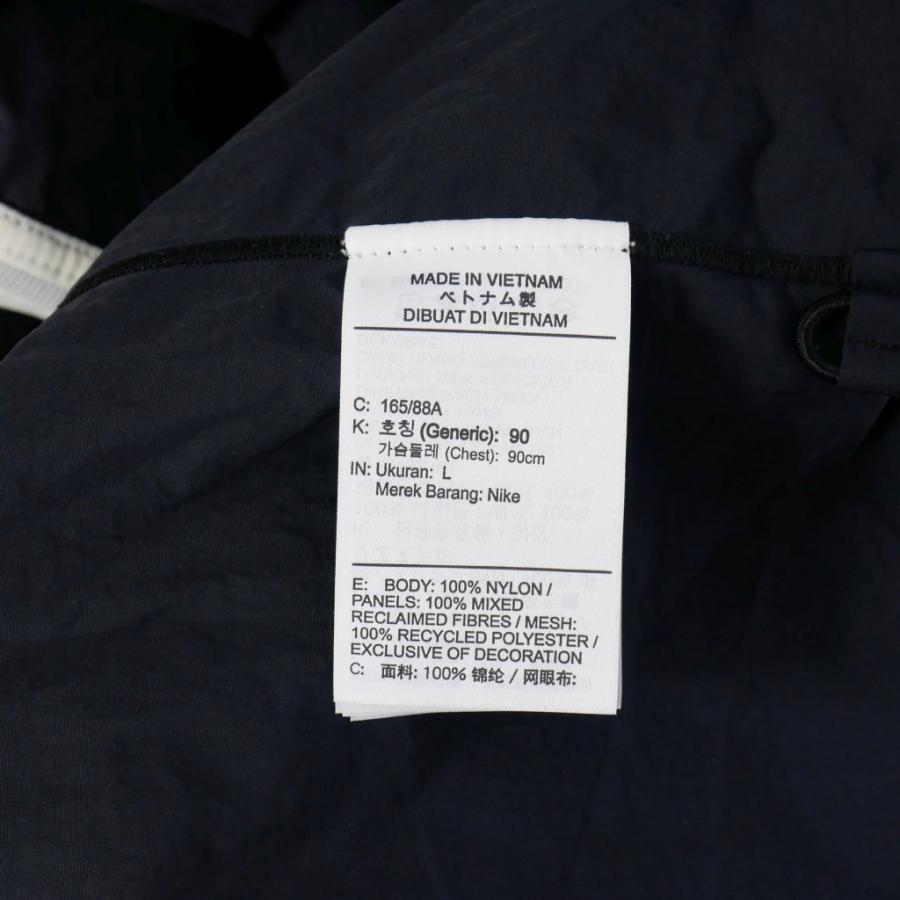 MADE IN VIETNAM
ベトナム製
DIBUAT DI VIETNAM
C: 165/88A
K: 호칭 (Generic): 90
가슴둘레 (Chest): 90cm
IN: Ukuran: L
Merek Barang: Nike
E: BODY: 100% NYLON /
PANELS: 100% MIXED
RECLAIMED FIBRES / MESH:
100% RECYCLED POLYESTER /
EXCLUSIVE OF DECORATION
C: 面料: 100% 锦纶 / 网眼布: